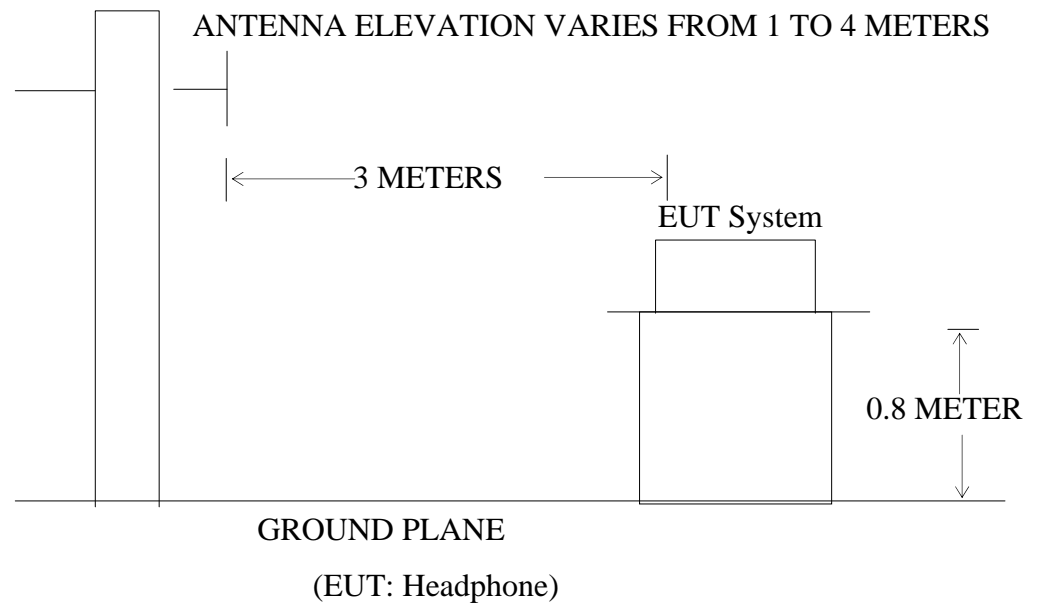 ANTENNA ELEVATION VARIES FROM 1 TO 4 METERS
3 METERS
EUT System
0.8 METER
GROUND PLANE
(EUT: Headphone)